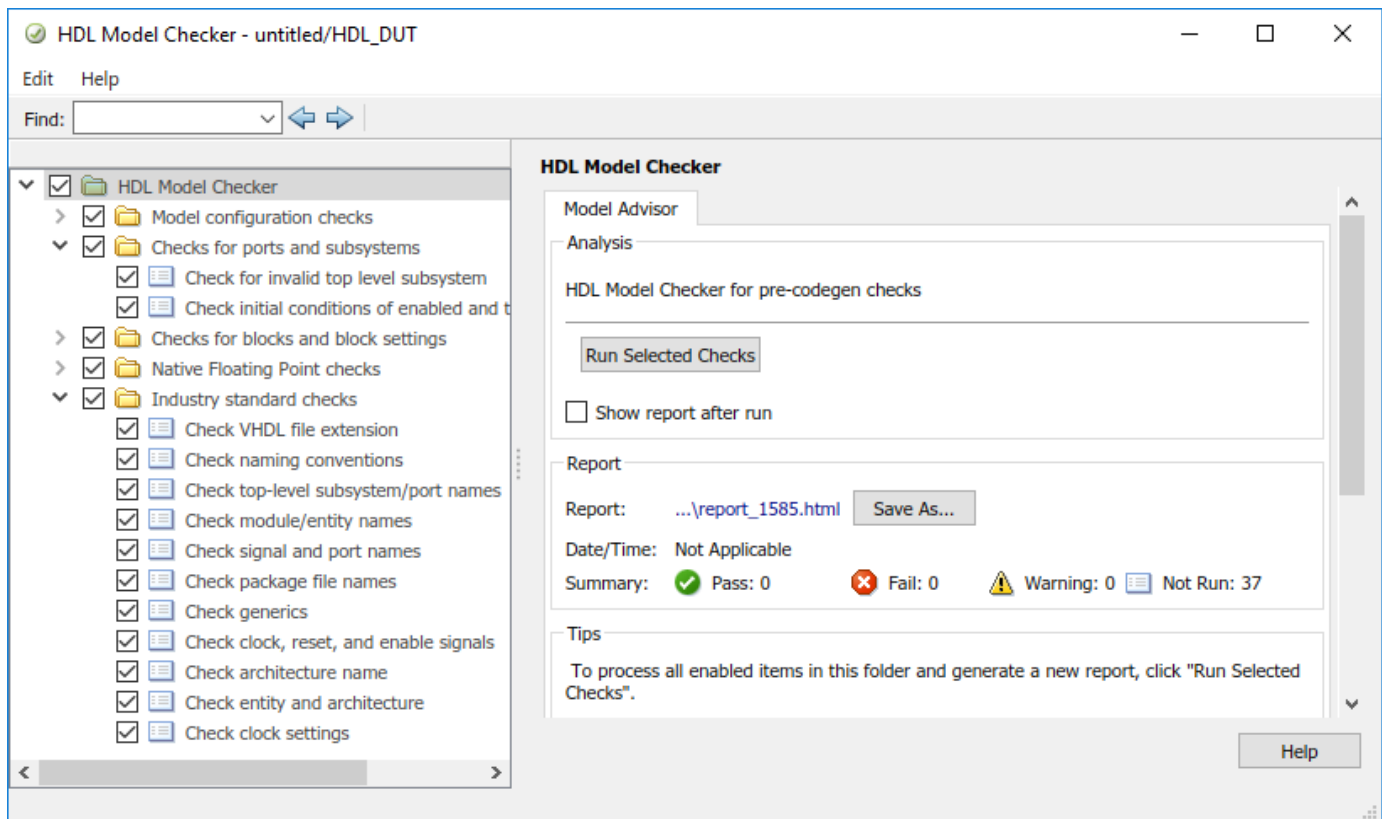 HDL Model Checker - untitled/HDL_DUT
Edit Help
Find:
HDL Model Checker
Model configuration checks
Checks for ports and subsystems
Check for invalid top level subsystem
Check initial conditions of enabled and t
Checks for blocks and block settings
Native Floating Point checks
Industry standard checks
Check VHDL file extension
Check naming conventions
Check top-level subsystem/port names
Check module/entity names
Check signal and port names
Check package file names
Check generics
Check clock, reset, and enable signals
Check architecture name
Check entity and architecture
Check clock settings
HDL Model Checker
Model Advisor
Analysis
HDL Model Checker for pre-codegen checks
Run Selected Checks
Show report after run
Report
Report: ...\report_1585.html Save As...
Date/Time: Not Applicable
Summary: Pass: 0 Fail: 0 Warning: 0 Not Run: 37
Tips
To process all enabled items in this folder and generate a new report, click "Run Selected
Checks".
Help